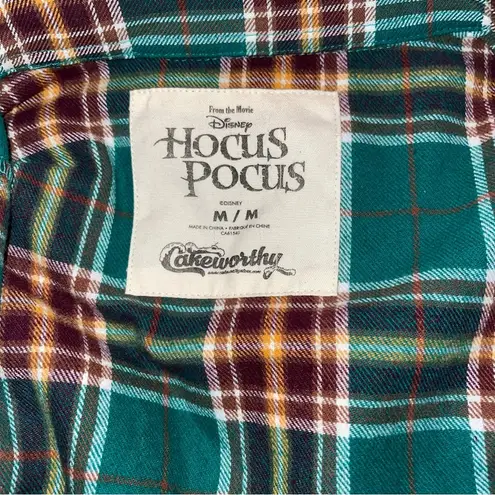 From the Movie
Disney
HOCUS
POCUS
©DISNEY
M / M
MADE IN CHINA • FABRIQUÉ EN CHINE
Cakeworthy